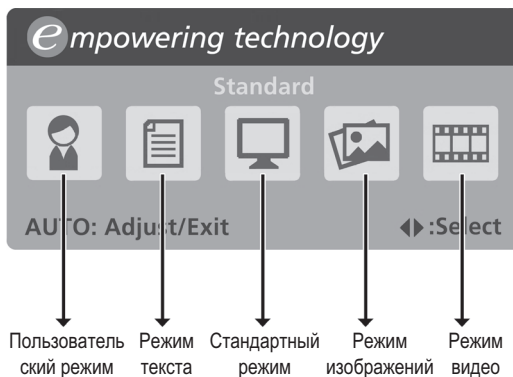 empowering technology
Standard
AUTO: Adjust/Exit ◂▸:Select
Пользователь Режим Стандартный Режим Режим
ский режим текста режим изображений видео